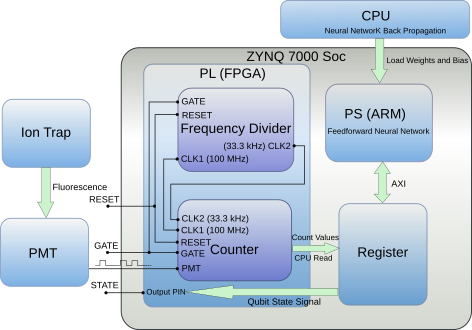 CPU
Neural NetworK Back Propagation
ZYNQ 7000 Soc
Load Weights and Bias
PL (FPGA)
GATE
RESET
Frequency Divider
(33.3 kHz) CLK2
CLK1 (100 MHz)
PS (ARM)
Feedforward Neural Network
Ion Trap
Fluorescence
RESET
AXI
CLK2 (33.3 kHz)
CLK1 (100 MHz)
RESET
Counter
GATE
PMT
Count Values
CPU Read
Register
PMT
GATE
STATE
Output PIN
Qubit State Signal